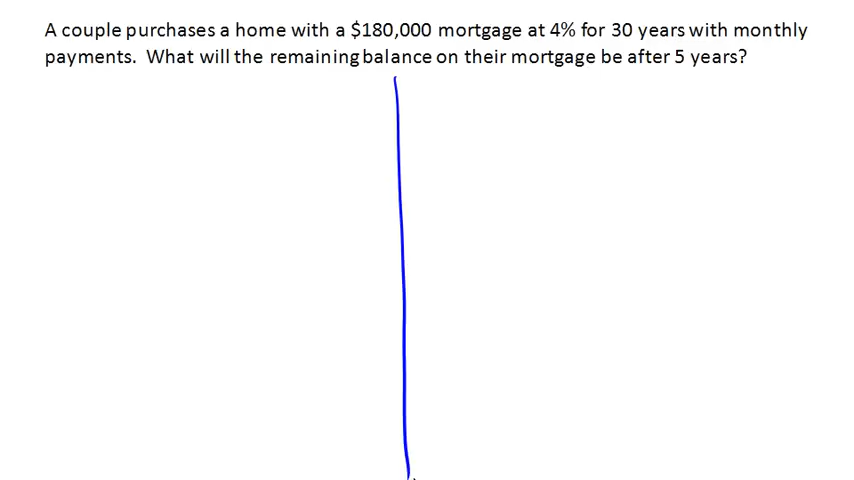 A couple purchases a home with a $180,000 mortgage at 4% for 30 years with monthly
payments. What will the remaining balance on their mortgage be after 5 years?